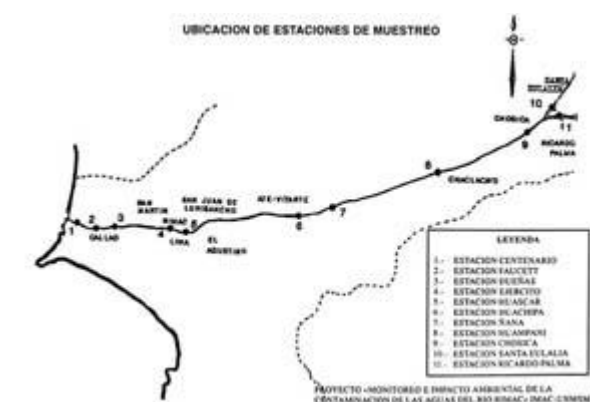 UBICACION DE ESTACIONES DE MUESTREO
SANTA
EULALIA
10
11
CHOSICA
9
RICARDO
PALMA
8
CHACLACAYO
SAN
MARTIN
SAN JUAN DE
LURIGANCHO
ATE-VITARTE
7
6
1
2
3
CALLAO
RIMAC
4
LIMA
5
EL
AGUSTINO
LEYENDA
1.- ESTACION CENTENARIO
2.- ESTACION FAUCETT
3.- ESTACION DUEÑAS
4.- ESTACION EJERCITO
5.- ESTACION HUASCAR
6.- ESTACION HUACHIPA
7.- ESTACION ÑANA
8.- ESTACION HUAMPANI
9.- ESTACION CHOSICA
10.- ESTACION SANTA EULALIA
11.- ESTACION RICARDO PALMA
PROYECTO «MONITOREO E IMPACTO AMBIENTAL DE LA
CONTAMINACION DE LAS AGUAS DEL RIO RIMAC»